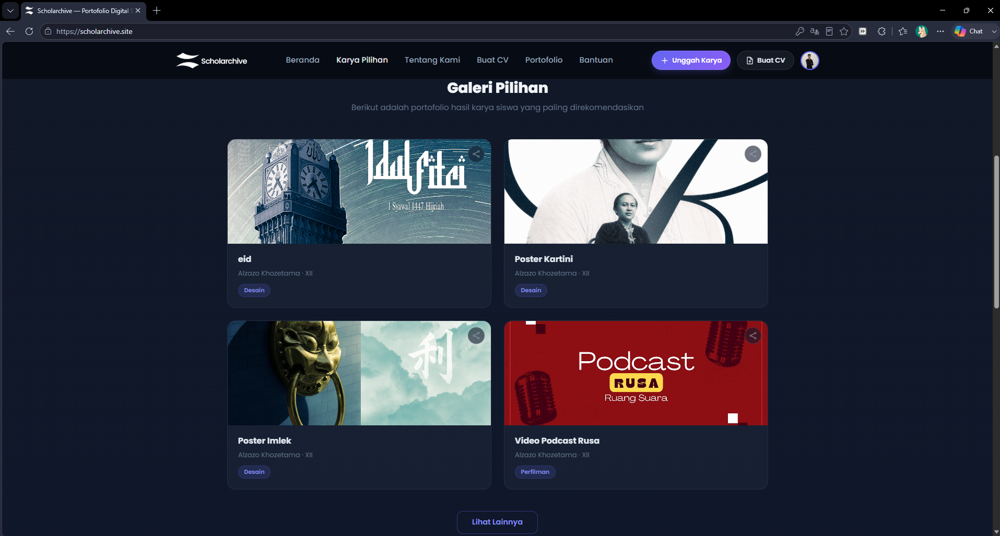 Scholarchive — Portofolio Digital S
https://scholarchive.site
Chat
Scholarchive
Beranda
Karya Pilihan
Tentang Kami
Buat CV
Portofolio
Bantuan
Unggah Karya
Buat CV
Galeri Pilihan
Berikut adalah portofolio hasil karya siswa yang paling direkomendasikan
Idul
Fitri
1 Syawal 1447 Hijriah
eid
Alzazo Khozetama · XII
Desain
Poster Kartini
Alzazo Khozetama · XII
Desain
利
Poster Imlek
Alzazo Khozetama · XII
Desain
Podcast
RUSA
Ruang Suara
Video Podcast Rusa
Alzazo Khozetama · XII
Perfilman
Lihat Lainnya